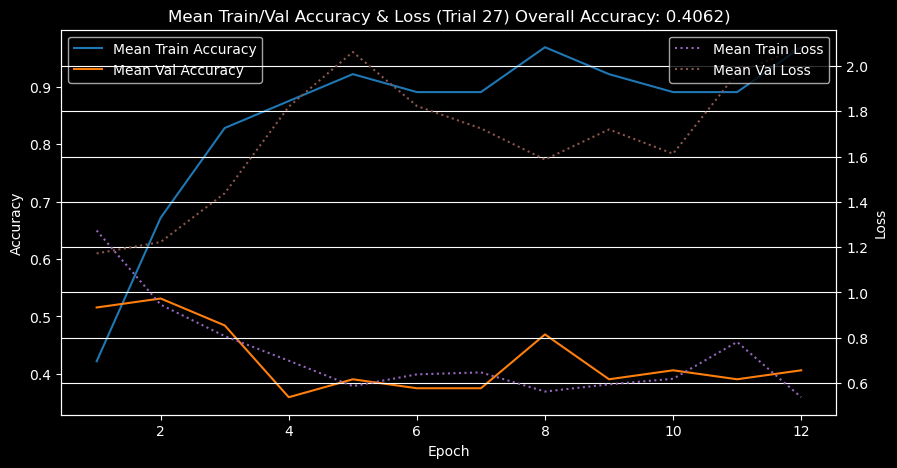 Mean Train/Val Accuracy & Loss (Trial 27) Overall Accuracy: 0.4062)
Mean Train Accuracy
Mean Val Accuracy
Mean Train Loss
Mean Val Loss
Accuracy
0.9
0.8
0.7
0.6
0.5
0.4
2.0
1.8
1.6
1.4
1.2
1.0
0.8
0.6
Loss
2 4 6 8 10 12
Epoch